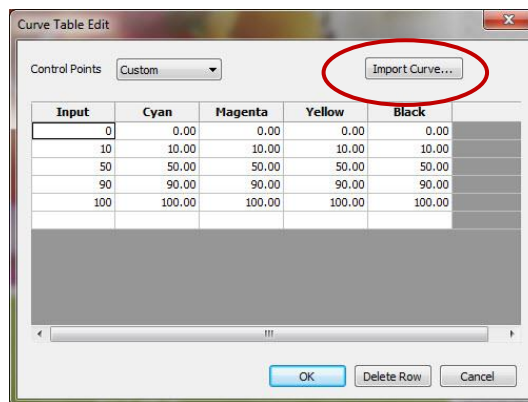 Curve Table Edit
Control Points Custom Import Curve...
Input Cyan Magenta Yellow Black
0 0.00 0.00 0.00 0.00
10 10.00 10.00 10.00 10.00
50 50.00 50.00 50.00 50.00
90 90.00 90.00 90.00 90.00
100 100.00 100.00 100.00 100.00
OK Delete Row Cancel